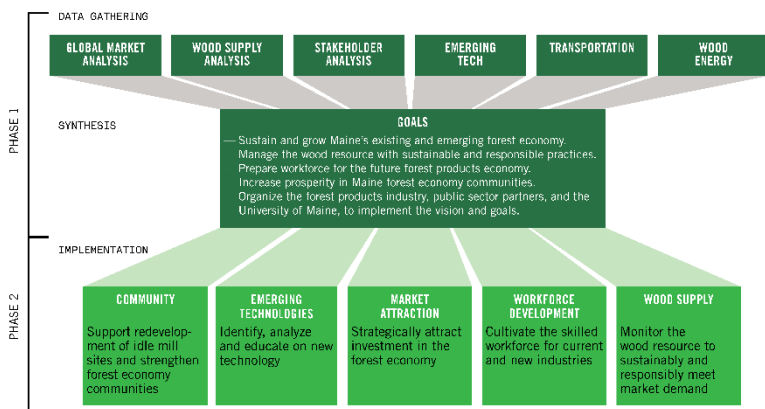 DATA GATHERING
GLOBAL MARKET
ANALYSIS
WOOD SUPPLY
ANALYSIS
STAKEHOLDER
ANALYSIS
EMERGING
TECH
TRANSPORTATION
WOOD
ENERGY
PHASE 1
SYNTHESIS
GOALS
— Sustain and grow Maine's existing and emerging forest economy.
Manage the wood resource with sustainable and responsible practices.
Prepare workforce for the future forest products economy.
Increase prosperity in Maine forest economy communities.
Organize the forest products industry, public sector partners, and the
University of Maine, to implement the vision and goals.
IMPLEMENTATION
PHASE 2
COMMUNITY
Support redevelop-
ment of idle mill
sites and strengthen
forest economy
communities
EMERGING
TECHNOLOGIES
Identify, analyze
and educate on new
technology
MARKET
ATTRACTION
Strategically attract
investment in the
forest economy
WORKFORCE
DEVELOPMENT
Cultivate the skilled
workforce for current
and new industries
WOOD SUPPLY
Monitor the
wood resource to
sustainably and
responsibly meet
market demand